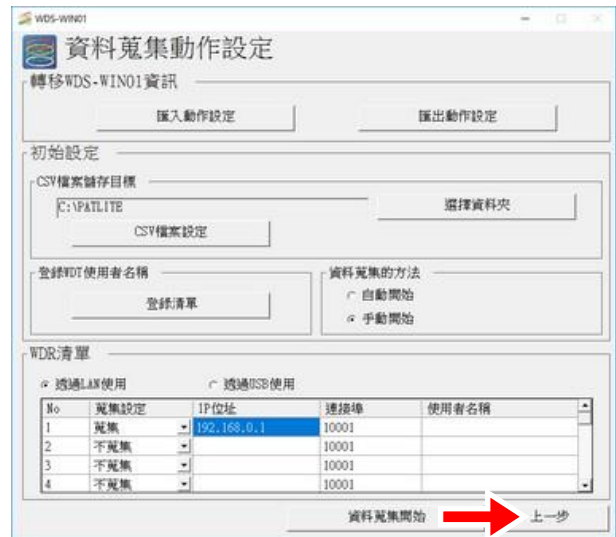 WDS-WIN01
資料蒐集動作設定
轉移WDS-WIN01資訊
匯入動作設定 匯出動作設定
初始設定
CSV檔案儲存目標
C:\PATLITE 選擇資料夾
CSV檔案設定
登錄WDT使用者名稱 資料蒐集的方法
登錄清單 自動開始
手動開始
WDR清單
透過LAN使用 透過USB使用
No 蒐集設定 IP位址 連接埠 使用者名稱
1 蒐集 192.168.0.1 10001
2 不蒐集 10001
3 不蒐集 10001
4 不蒐集 10001
資料蒐集開始 上一步